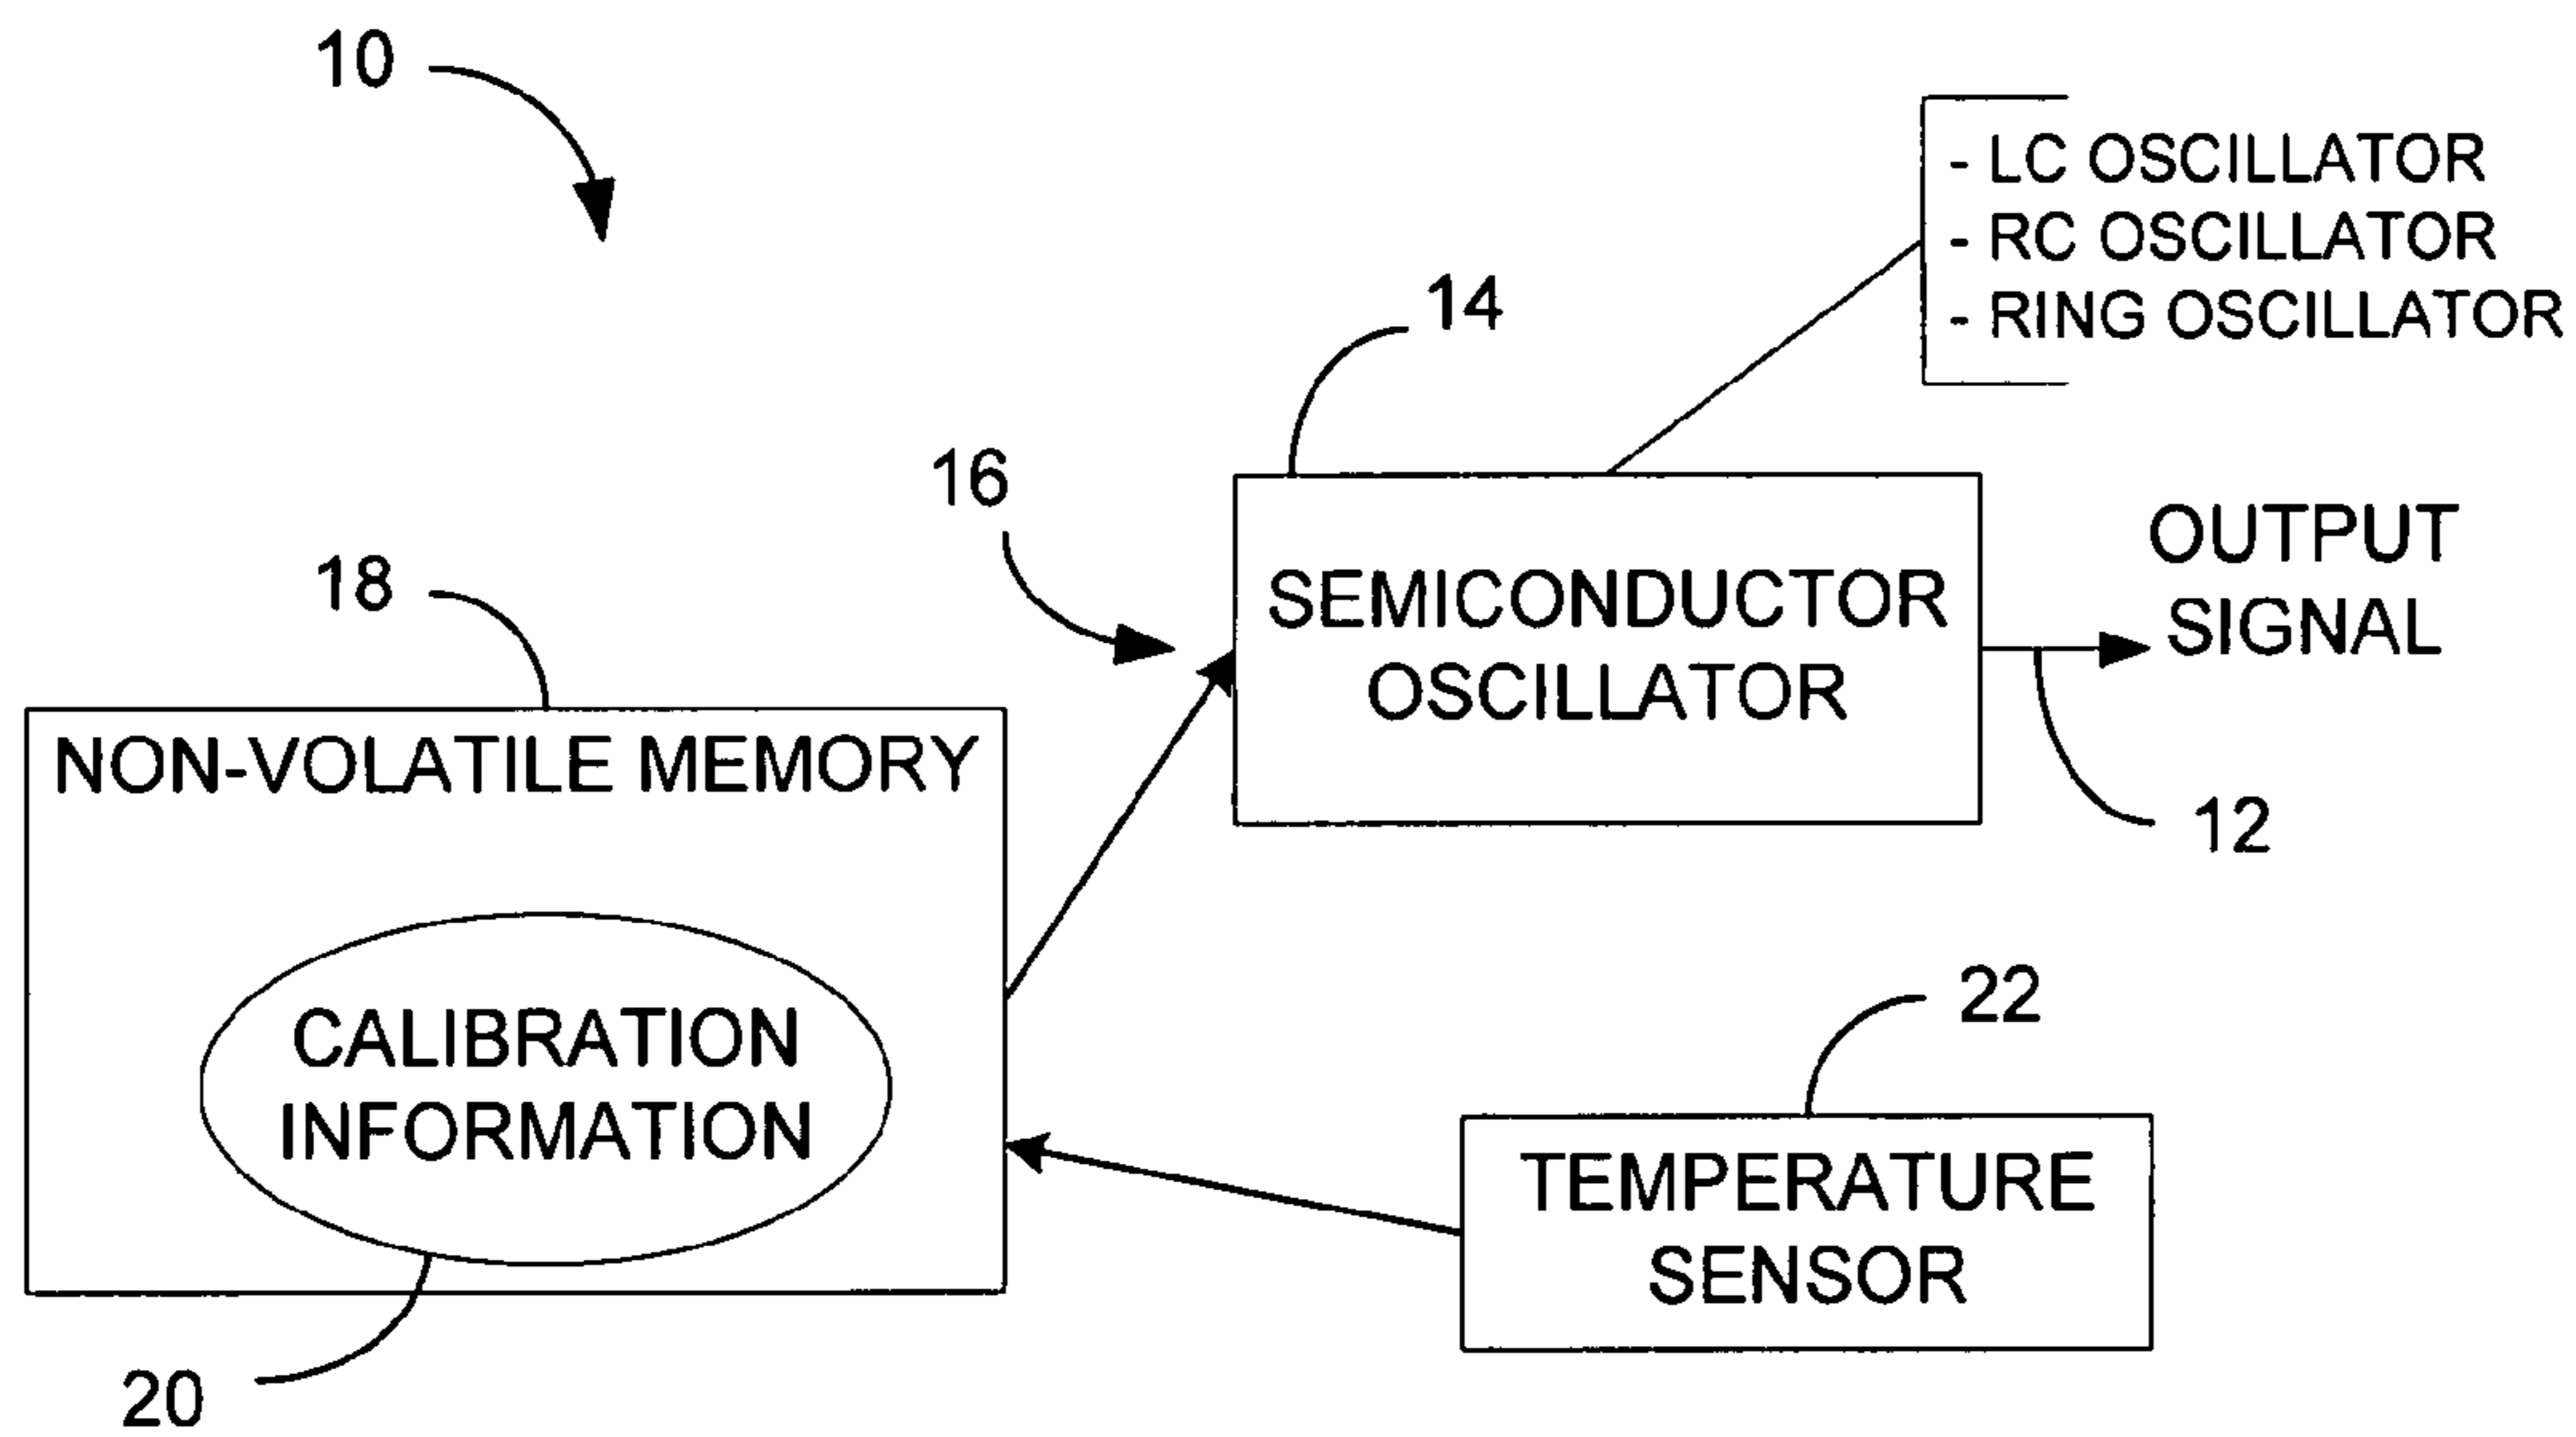 10
- LC OSCILLATOR
- RC OSCILLATOR
- RING OSCILLATOR
14
16
OUTPUT
SIGNAL
SEMICONDUCTOR
OSCILLATOR
18
12
NON-VOLATILE MEMORY
CALIBRATION
INFORMATION
22
TEMPERATURE
SENSOR
20